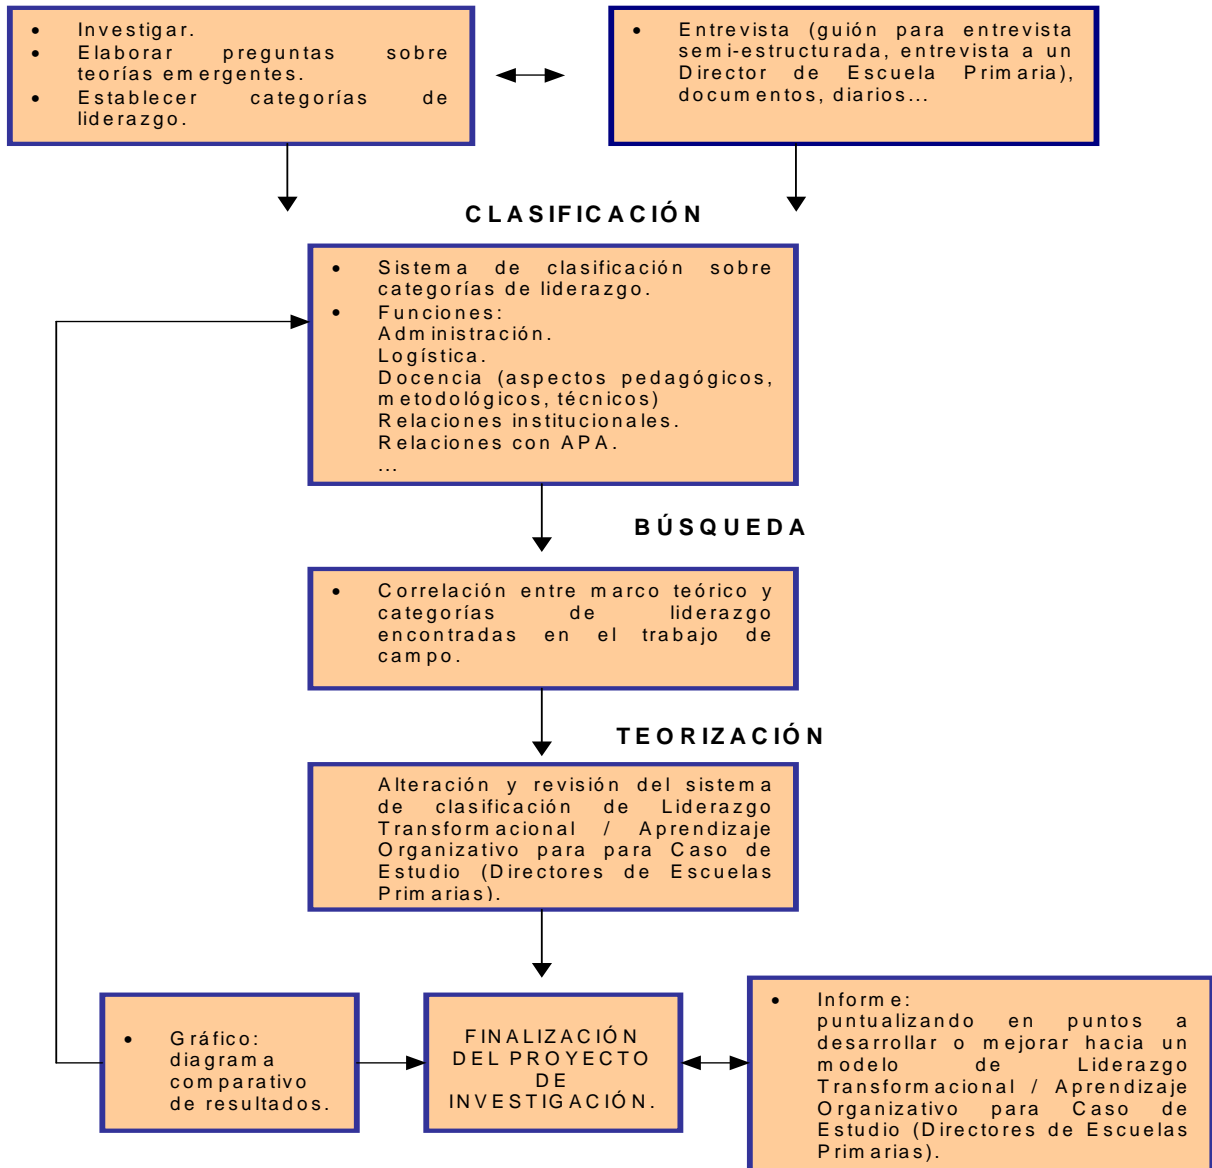 • Investigar.
• Elaborar preguntas sobre
teorías emergentes.
• Establecer categorías de
liderazgo.
• Entrevista (guión para entrevista
semi-estructurada, entrevista a un
Director de Escuela Primaria),
documentos, diarios...
CLASIFICACIÓN
• Sistema de clasificación sobre
categorías de liderazgo.
• Funciones:
Administración.
Logística.
Docencia (aspectos pedagógicos,
metodológicos, técnicos)
Relaciones institucionales.
Relaciones con APA.
...
BÚSQUEDA
• Correlación entre marco teórico y
categorías de liderazgo
encontradas en el trabajo de
campo.
TEORIZACIÓN
Alteración y revisión del sistema
de clasificación de Liderazgo
Transformacional / Aprendizaje
Organizativo para para Caso de
Estudio (Directores de Escuelas
Primarias).
• Gráfico:
diagrama
comparativo
de resultados.
FINALIZACIÓN
DEL PROYECTO
DE
INVESTIGACIÓN.
• Informe:
puntualizando en puntos a
desarrollar o mejorar hacia un
modelo de Liderazgo
Transformacional / Aprendizaje
Organizativo para Caso de
Estudio (Directores de Escuelas
Primarias).